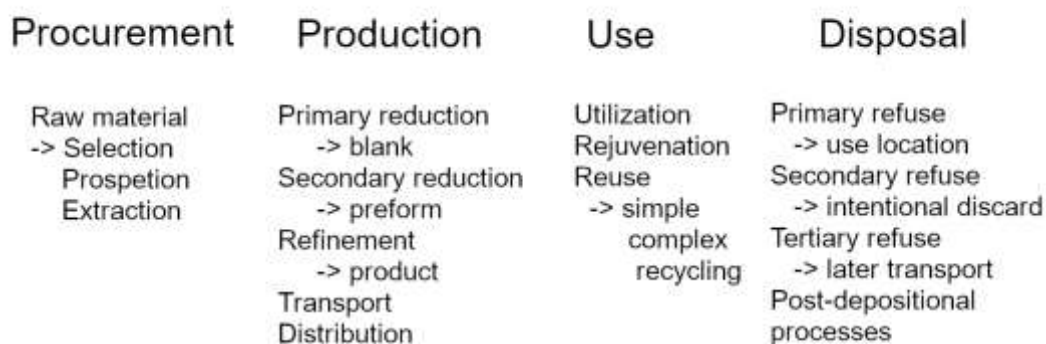 Procurement
Raw material
-> Selection
Prospetion
Extraction
Production
Primary reduction
-> blank
Secondary reduction
-> preform
Refinement
-> product
Transport
Distribution
Use
Utilization
Rejuvenation
Reuse
-> simple
complex
recycling
Disposal
Primary refuse
-> use location
Secondary refuse
-> intentional discard
Tertiary refuse
-> later transport
Post-depositional
processes